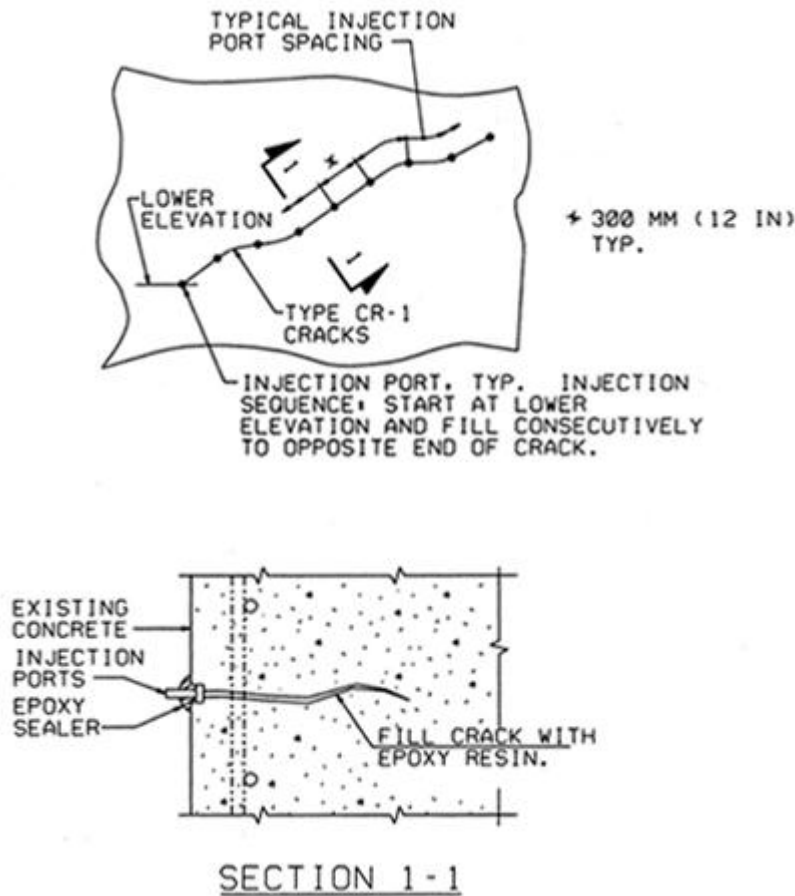 TYPICAL INJECTION
PORT SPACING
1
*
LOWER
ELEVATION
* 300 MM (12 IN)
TYP.
1
TYPE CR-1
CRACKS
INJECTION PORT. TYP. INJECTION
SEQUENCE: START AT LOWER
ELEVATION AND FILL CONSECUTIVELY
TO OPPOSITE END OF CRACK.
EXISTING
CONCRETE
INJECTION
PORTS
EPOXY
SEALER
FILL CRACK WITH
EPOXY RESIN.
SECTION 1-1